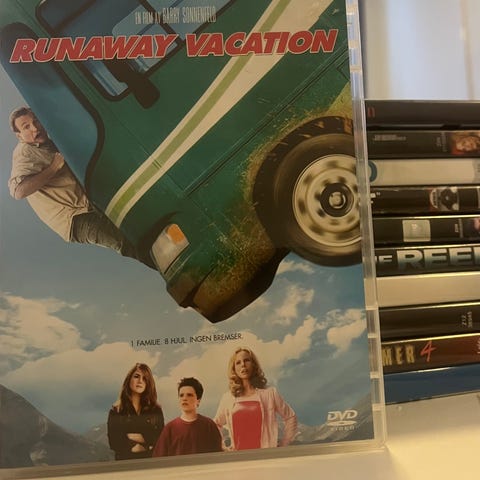 EN FILM AV BARRY SONNENFELD
RUNAWAY VACATION
1 FAMILIE. 8 HJUL. INGEN BREMSER.
DVD
VIDEO
REEF
MER 4